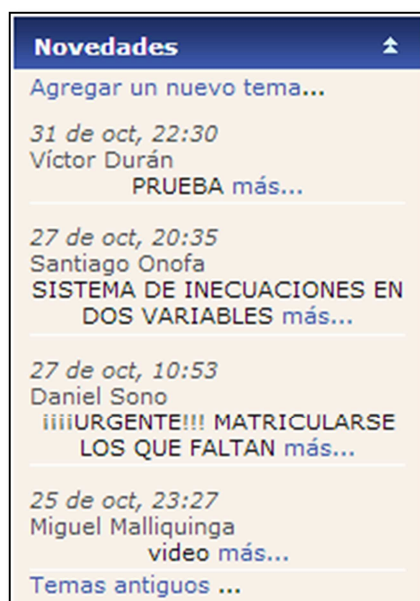 Novedades
Agregar un nuevo tema...
31 de oct, 22:30
Víctor Durán
PRUEBA más...
27 de oct, 20:35
Santiago Onofa
SISTEMA DE INECUACIONES EN
DOS VARIABLES más...
27 de oct, 10:53
Daniel Sono
¡¡¡¡URGENTE!!! MATRICULARSE
LOS QUE FALTAN más...
25 de oct, 23:27
Miguel Malliquinga
video más...
Temas antiguos ...